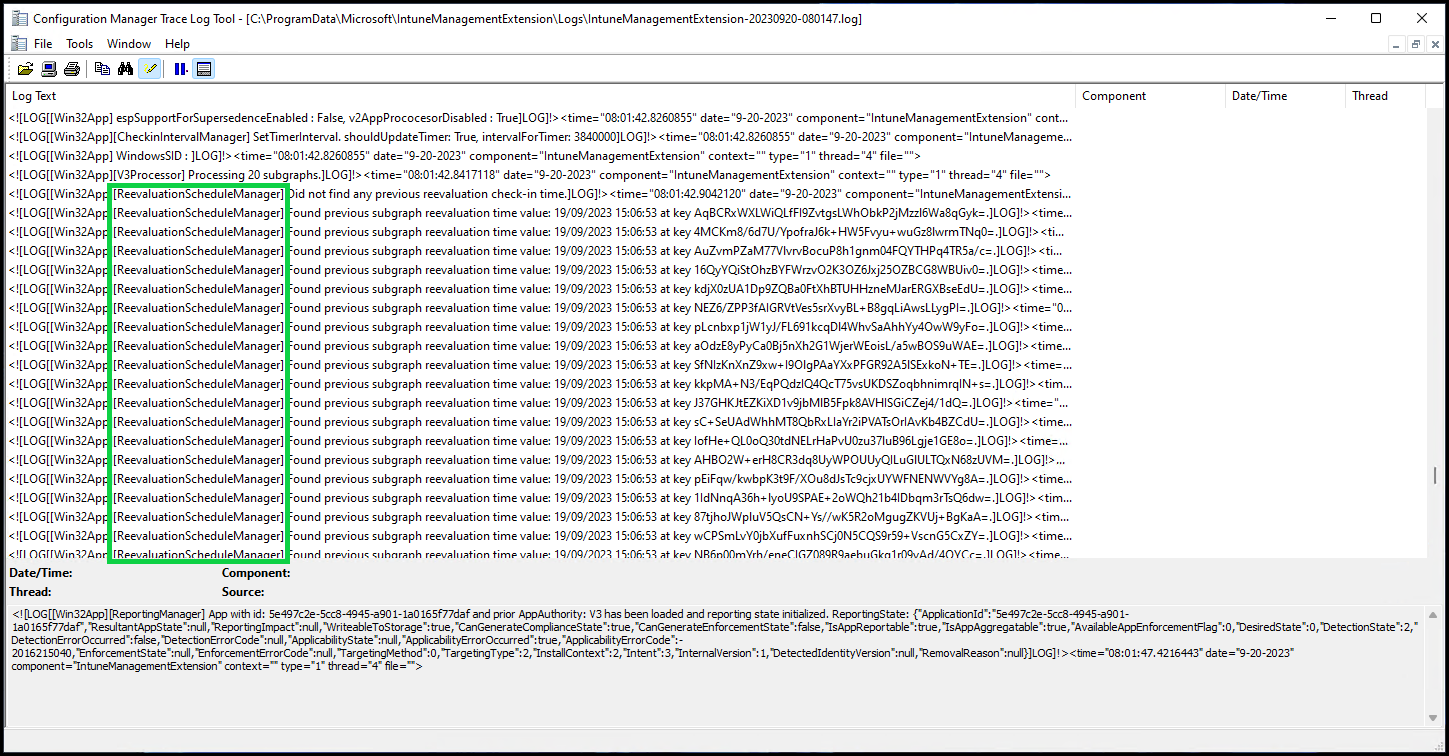 Configuration Manager Trace Log Tool - [C:\ProgramData\Microsoft\IntuneManagementExtension\Logs\IntuneManagementExtension-20230920-080147.log]
File Tools Window Help
Log Text Component Date/Time Thread
<![LOG[[Win32App] espSupportForSupersedenceEnabled : False, v2AppPrococesorDisabled : True]LOG]!><time="08:01:42.8260855" date="9-20-2023" component="IntuneManagementExtension" cont...
<![LOG[[Win32App][CheckinIntervalManager] SetTimerInterval. shouldUpdateTimer: True, intervalForTimer: 3840000]LOG]!><time="08:01:42.8260855" date="9-20-2023" component="IntuneManageme...
<![LOG[[Win32App] WindowsSID : ]LOG]!><time="08:01:42.8260855" date="9-20-2023" component="IntuneManagementExtension" context="" type="1" thread="4" file="">
<![LOG[[Win32App][V3Processor] Processing 20 subgraphs.]LOG]!><time="08:01:42.8417118" date="9-20-2023" component="IntuneManagementExtension" context="" type="1" thread="4" file="">
<![LOG[[Win32App [ReevaluationScheduleManager] Did not find any previous reevaluation check-in time.]LOG]!><time="08:01:42.9042120" date="9-20-2023" component="IntuneManagementExtensi...
<![LOG[[Win32App [ReevaluationScheduleManager] Found previous subgraph reevaluation time value: 19/09/2023 15:06:53 at key AqBCRxWXLWiQLfFI9ZvtgsLWhObkP2jMzzI6Wa8qGyk=.]LOG]!><time...
<![LOG[[Win32App [ReevaluationScheduleManager] Found previous subgraph reevaluation time value: 19/09/2023 15:06:53 at key 4MCKm8/6d7U/YpofraJ6k+HW5Fvyu+wuGz8IwrmTNq0=.]LOG]!><ti...
<![LOG[[Win32App [ReevaluationScheduleManager] Found previous subgraph reevaluation time value: 19/09/2023 15:06:53 at key AuZvmPZaM77VIvrvBocuP8h1gnm04FQYTHPq4TR5a/c=.]LOG]!><ti...
<![LOG[[Win32App [ReevaluationScheduleManager] Found previous subgraph reevaluation time value: 19/09/2023 15:06:53 at key 16QyYQiStOhzBYFWrzvO2K3OZ6Jxj25OZBCG8WBUiv0=.]LOG]!><time...
<![LOG[[Win32App [ReevaluationScheduleManager] Found previous subgraph reevaluation time value: 19/09/2023 15:06:53 at key kdjX0zUA1Dp9ZQBa0FtXhBTUHHzneMJarERGXBseEdU=.]LOG]!><time...
<![LOG[[Win32App [ReevaluationScheduleManager] Found previous subgraph reevaluation time value: 19/09/2023 15:06:53 at key NEZ6/ZPP3fAIGRVtVes5srXvyBL+B8gqLiAwsLLygPI=.]LOG]!><time="0...
<![LOG[[Win32App [ReevaluationScheduleManager] Found previous subgraph reevaluation time value: 19/09/2023 15:06:53 at key pLcnbxp1jW1yJ/FL691kcqDI4WhvSaAhhYy4OwW9yFo=.]LOG]!><time...
<![LOG[[Win32App [ReevaluationScheduleManager] Found previous subgraph reevaluation time value: 19/09/2023 15:06:53 at key aOdzE8yPyCa0Bj5nXh2G1WjerWEoisL/a5wBOS9uWAE=.]LOG]!><time...
<![LOG[[Win32App [ReevaluationScheduleManager] Found previous subgraph reevaluation time value: 19/09/2023 15:06:53 at key SfNIzKnXnZ9xw+I9OIgPAaYXxPFGR92A5ISExkoN+TE=.]LOG]!><time...
<![LOG[[Win32App [ReevaluationScheduleManager] Found previous subgraph reevaluation time value: 19/09/2023 15:06:53 at key kkpMA+N3/EqPQdzIQ4QcT75vsUKDSZoqbhnimrqIN+s=.]LOG]!><tim...
<![LOG[[Win32App [ReevaluationScheduleManager] Found previous subgraph reevaluation time value: 19/09/2023 15:06:53 at key J37GHKJtEZKiXD1v9jbMIB5Fpk8AVHISGiCZej4/1dQ=.]LOG]!><time="...
<![LOG[[Win32App [ReevaluationScheduleManager] Found previous subgraph reevaluation time value: 19/09/2023 15:06:53 at key sC+SeUAdWhhMT8QbRxLIaYr2iPVATsOrIAvKb4BZCdU=.]LOG]!><time...
<![LOG[[Win32App [ReevaluationScheduleManager] Found previous subgraph reevaluation time value: 19/09/2023 15:06:53 at key IofHe+QL0oQ30tdNELrHaPvU0zu37IuB96Lgje1GE8o=.]LOG]!><time=...
<![LOG[[Win32App [ReevaluationScheduleManager] Found previous subgraph reevaluation time value: 19/09/2023 15:06:53 at key AHBO2W+erH8CR3dq8UyWPOUUyQILuGIULTQxN68zUVM=.]LOG]!>...
<![LOG[[Win32App [ReevaluationScheduleManager] Found previous subgraph reevaluation time value: 19/09/2023 15:06:53 at key pEiFqw/kwbpK3t9F/XOu8dJsTc9cjxUYWFNENWVYg8A=.]LOG]!><time...
<![LOG[[Win32App [ReevaluationScheduleManager] Found previous subgraph reevaluation time value: 19/09/2023 15:06:53 at key 1IdNnqA36h+IyoU9SPAE+2oWQh21b4IDbqm3rTsQ6dw=.]LOG]!><time...
<![LOG[[Win32App [ReevaluationScheduleManager] Found previous subgraph reevaluation time value: 19/09/2023 15:06:53 at key 87tjhoJWpIuV5QsCN+Ys//wK5R2oMgugZKVUj+BgKaA=.]LOG]!><tim...
<![LOG[[Win32App [ReevaluationScheduleManager] Found previous subgraph reevaluation time value: 19/09/2023 15:06:53 at key wCPSmLvY0jbXufFuxnhSCj0N5CQS9r59+VscnG5CxZY=.]LOG]!><time...
<![LOG[[Win32App [ReevaluationScheduleManager] Found previous subgraph reevaluation time value: 19/09/2023 15:06:53 at key
Date/Time: Component:
Thread: Source:
<![LOG[[Win32App][ReportingManager] App with id: 5e497c2e-5cc8-4945-a901-1a0165f77daf and prior AppAuthority: V3 has been loaded and reporting state initialized. ReportingState: {"ApplicationId":"5e497c2e-5cc8-4945-a901-
1a0165f77daf","ResultantAppState":null,"ReportingImpact":null,"WriteableToStorage":true,"CanGenerateComplianceState":true,"CanGenerateEnforcementState":false,"IsAppReportable":true,"IsAppAggregatable":true,"AvailableAppEnforcementFlag":0,"DesiredState":0,"DetectionState":2,"
DetectionErrorOccurred":false,"DetectionErrorCode":null,"ApplicabilityState":null,"ApplicabilityErrorOccurred":true,"ApplicabilityErrorCode":-
2016215040,"EnforcementState":null,"EnforcementErrorCode":null,"TargetingMethod":0,"TargetingType":2,"InstallContext":2,"Intent":3,"InternalVersion":1,"DetectedIdentityVersion":null,"RemovalReason":null}]LOG]!><time="08:01:47.4216443" date="9-20-2023"
component="IntuneManagementExtension" context="" type="1" thread="4" file="">